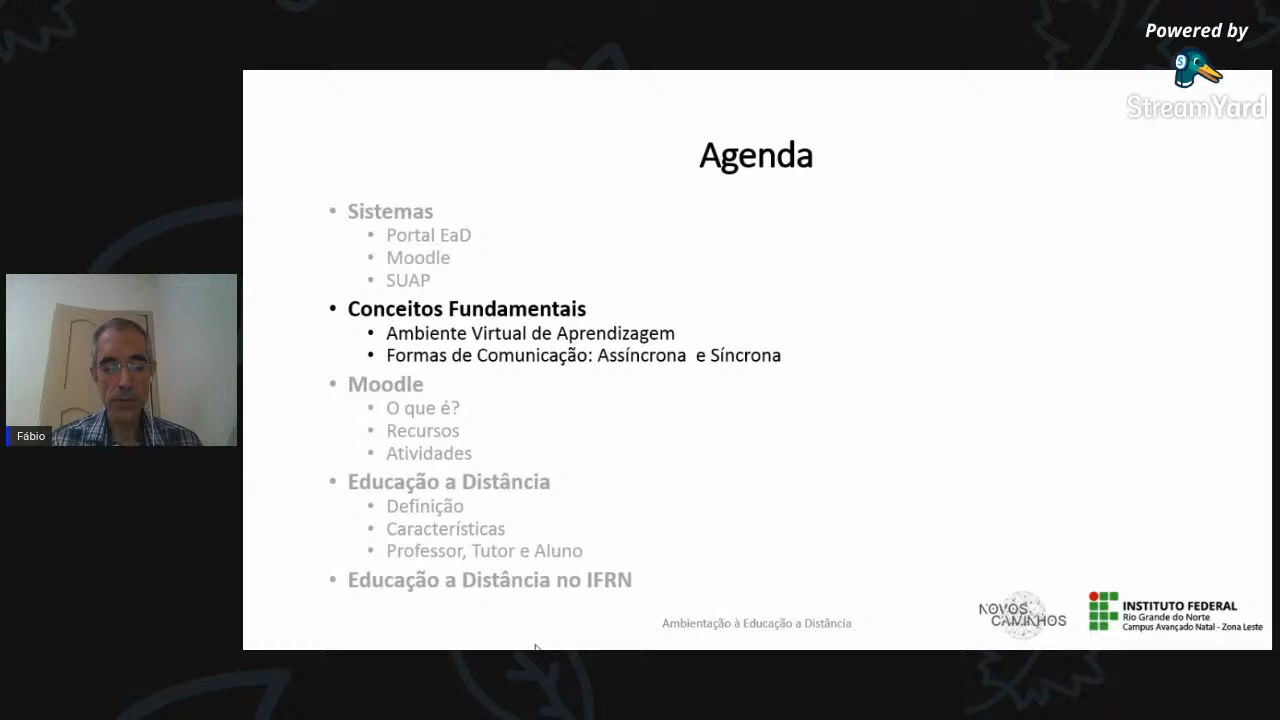 Powered by
StreamYard
Agenda
• Sistemas
• Portal EaD
• Moodle
• SUAP
• Conceitos Fundamentais
• Ambiente Virtual de Aprendizagem
• Formas de Comunicação: Assíncrona e Síncrona
• Moodle
• O que é?
• Recursos
• Atividades
• Educação a Distância
• Definição
• Características
• Professor, Tutor e Aluno
• Educação a Distância no IFRN
Fábio
Ambientação à Educação a Distância
NOVOS
CAMINHOS
INSTITUTO FEDERAL
Rio Grande do Norte
Campus Avançado Natal - Zona Leste